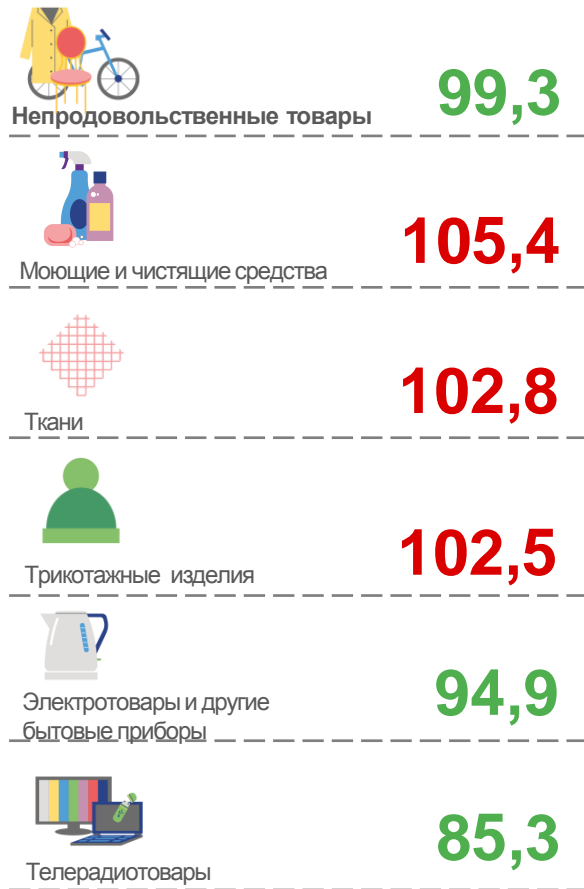 99,3
Непродовольственные товары
105,4
Моющие и чистящие средства
102,8
Ткани
102,5
Трикотажные изделия
94,9
Электротовары и другие
бытовые приборы
85,3
Телерадиотовары